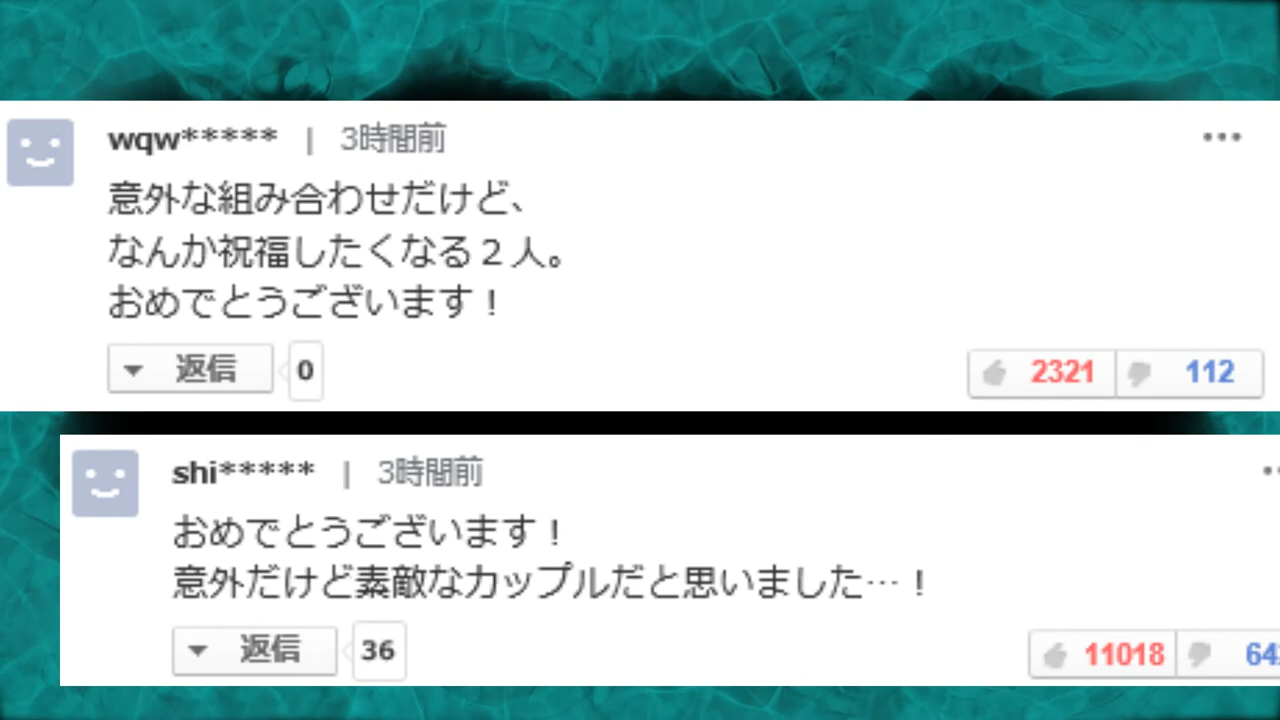 wqw***** | 3時間前
意外な組み合わせだけど、
なんか祝福したくなる２人。
おめでとうございます！
返信 0
2321 112
shi***** | 3時間前
おめでとうございます！
意外だけど素敵なカップルだと思いました…！
返信 36
11018